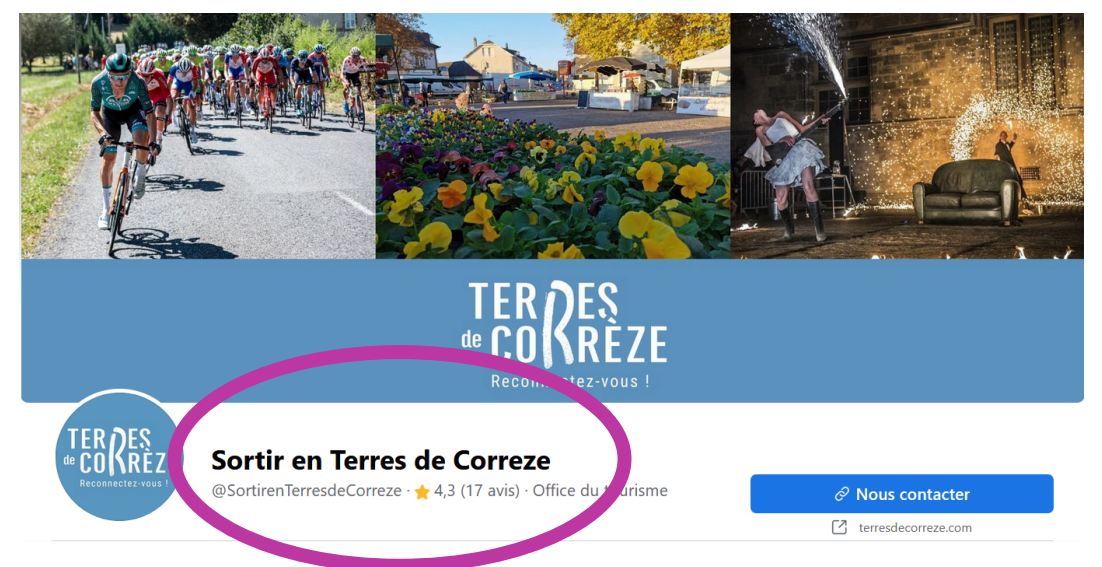 TERRES
de CORRÈZE
Reconnectez-vous !
TERRES
de CORRÈZ
Reconnectez-vous !
Sortir en Terres de Correze
@SortirenTerresdeCorreze · ⭐ 4,3 (17 avis) · Office du tourisme
Nous contacter
terresdecorreze.com